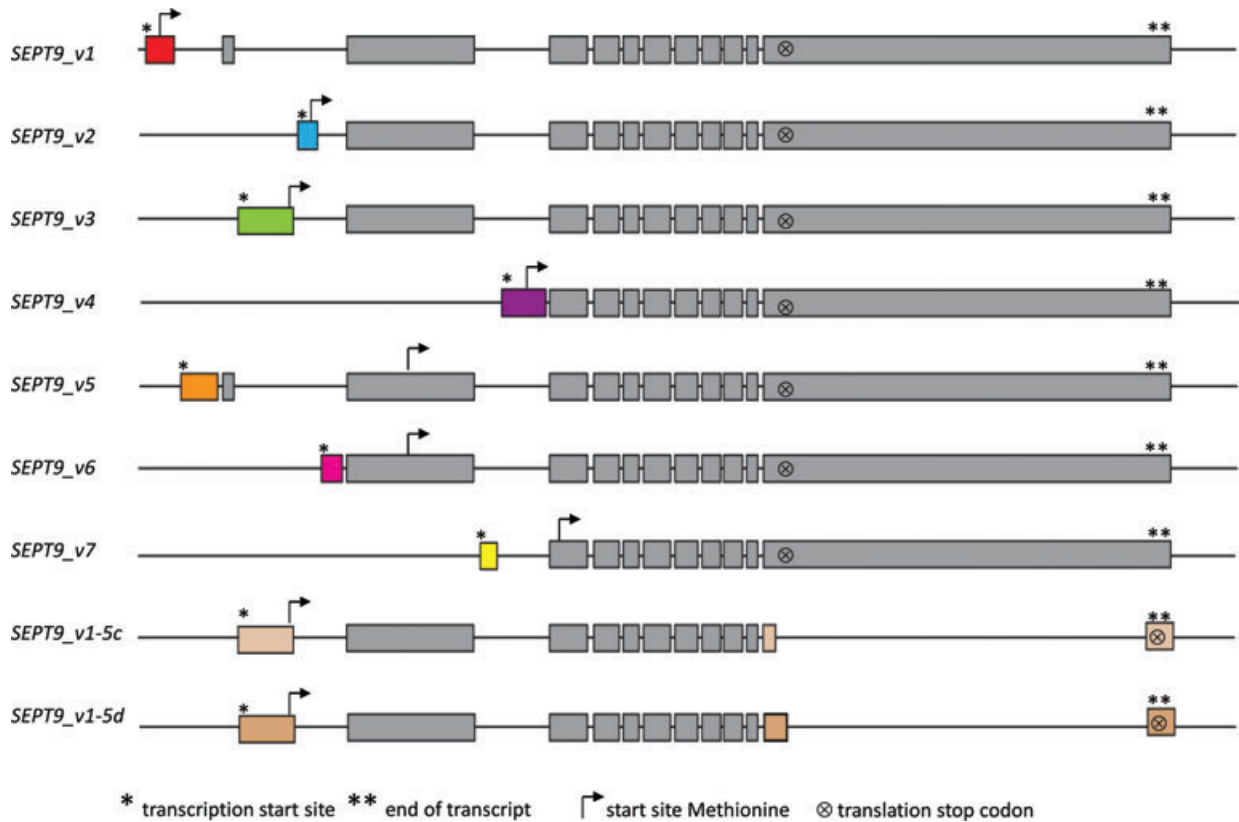 * **
SEPT9_v1
* **
SEPT9_v2
* **
SEPT9_v3
* **
SEPT9_v4
* **
SEPT9_v5
* **
SEPT9_v6
* **
SEPT9_v7
* **
SEPT9_v1-5c
* **
SEPT9_v1-5d
* transcription start site ** end of transcript start site Methionine ⊗ translation stop codon